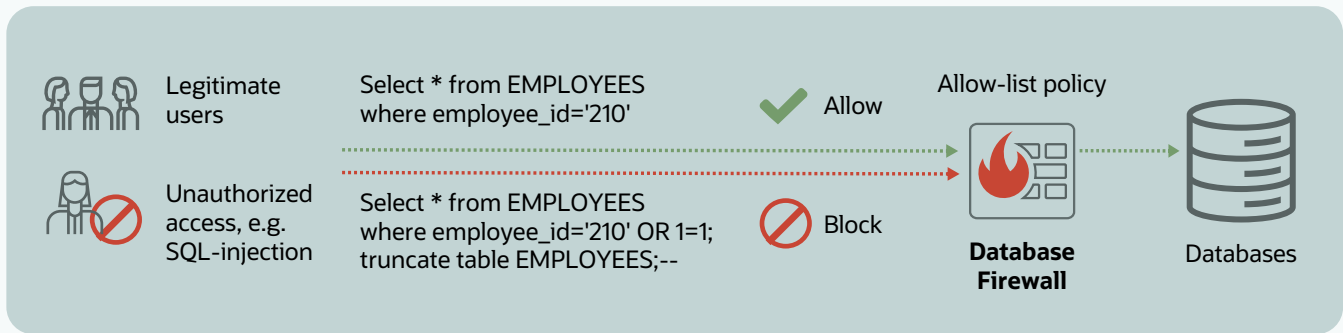 Legitimate
users
Select * from EMPLOYEES
where employee_id='210'
Allow
Allow-list policy
Unauthorized
access, e.g.
SQL-injection
Select * from EMPLOYEES
where employee_id='210' OR 1=1;
truncate table EMPLOYEES;--
Block
Database
Firewall
Databases